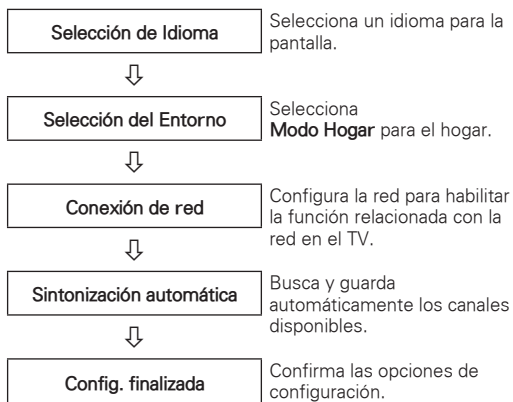 Selección de Idioma
Selecciona un idioma para la
pantalla.
Selección del Entorno
Selecciona
Modo Hogar para el hogar.
Conexión de red
Configura la red para habilitar
la función relacionada con la
red en el TV.
Sintonización automática
Busca y guarda
automáticamente los canales
disponibles.
Config. finalizada
Confirma las opciones de
configuración.